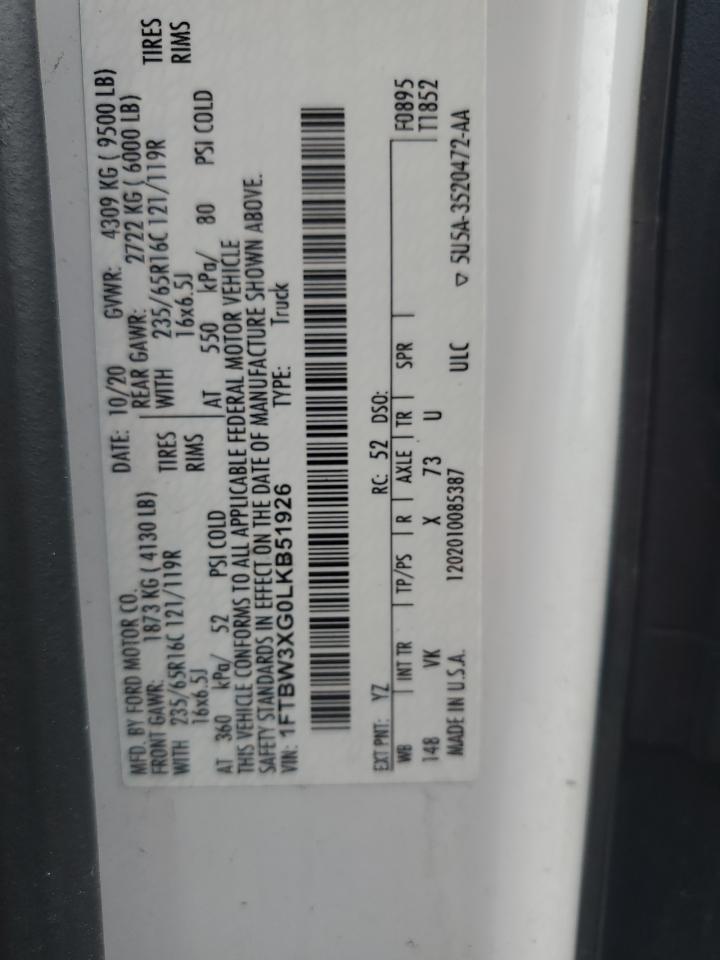 MFD. BY FORD MOTOR CO. DATE: 10/20 GVWR: 4309 KG ( 9500 LB)
FRONT GAWR: 1873 KG ( 4130 LB) REAR GAWR: 2722 KG ( 6000 LB)
WITH 235/65R16C 121/119R TIRES WITH 235/65R16C 121/119R TIRES
16x6.5J RIMS 16x6.5J RIMS
AT 360 kPa/ 52 PSI COLD AT 550 kPa/ 80 PSI COLD
THIS VEHICLE CONFORMS TO ALL APPLICABLE FEDERAL MOTOR VEHICLE
SAFETY STANDARDS IN EFFECT ON THE DATE OF MANUFACTURE SHOWN ABOVE.
VIN: 1FTBW3XG0LKB51926 TYPE: Truck
EXT PNT: YZ RC: 52 DSO:
WB INT TR TP/PS R AXLE TR SPR F0895
148 VK X 73 U T1852
MADE IN U.S.A. 1202010085387 ULC ▽ 5U5A-3520472-AA